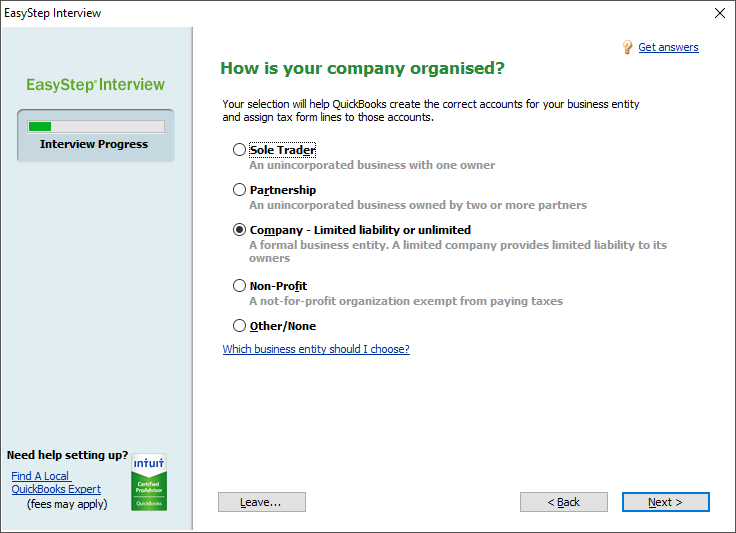 EasyStep Interview
Get answers
How is your company organised?
EasyStep® Interview
Your selection will help QuickBooks create the correct accounts for your business entity
and assign tax form lines to those accounts.
Interview Progress
Sole Trader
An unincorporated business with one owner
Partnership
An unincorporated business owned by two or more partners
Company - Limited liability or unlimited
A formal business entity. A limited company provides limited liability to its
owners
Non-Profit
A not-for-profit organization exempt from paying taxes
Other/None
Which business entity should I choose?
Need help setting up?
Find A Local
QuickBooks Expert
(fees may apply)
intuit
Certified
ProAdvisor
QuickBooks
Leave...
< Back
Next >